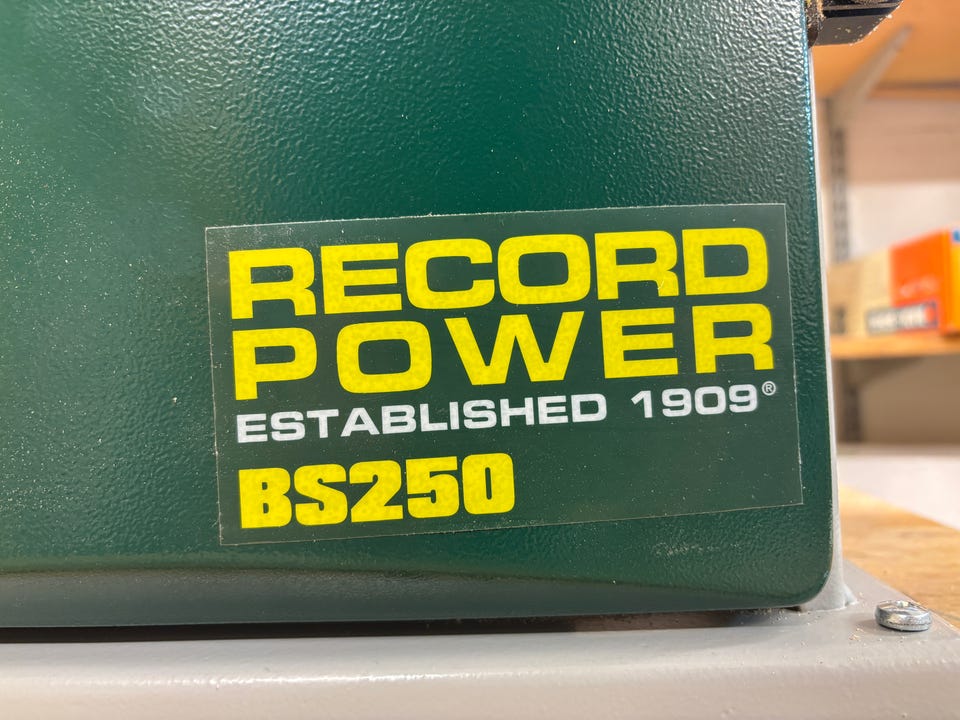 RECORD
POWER
ESTABLISHED 1909®
BS250